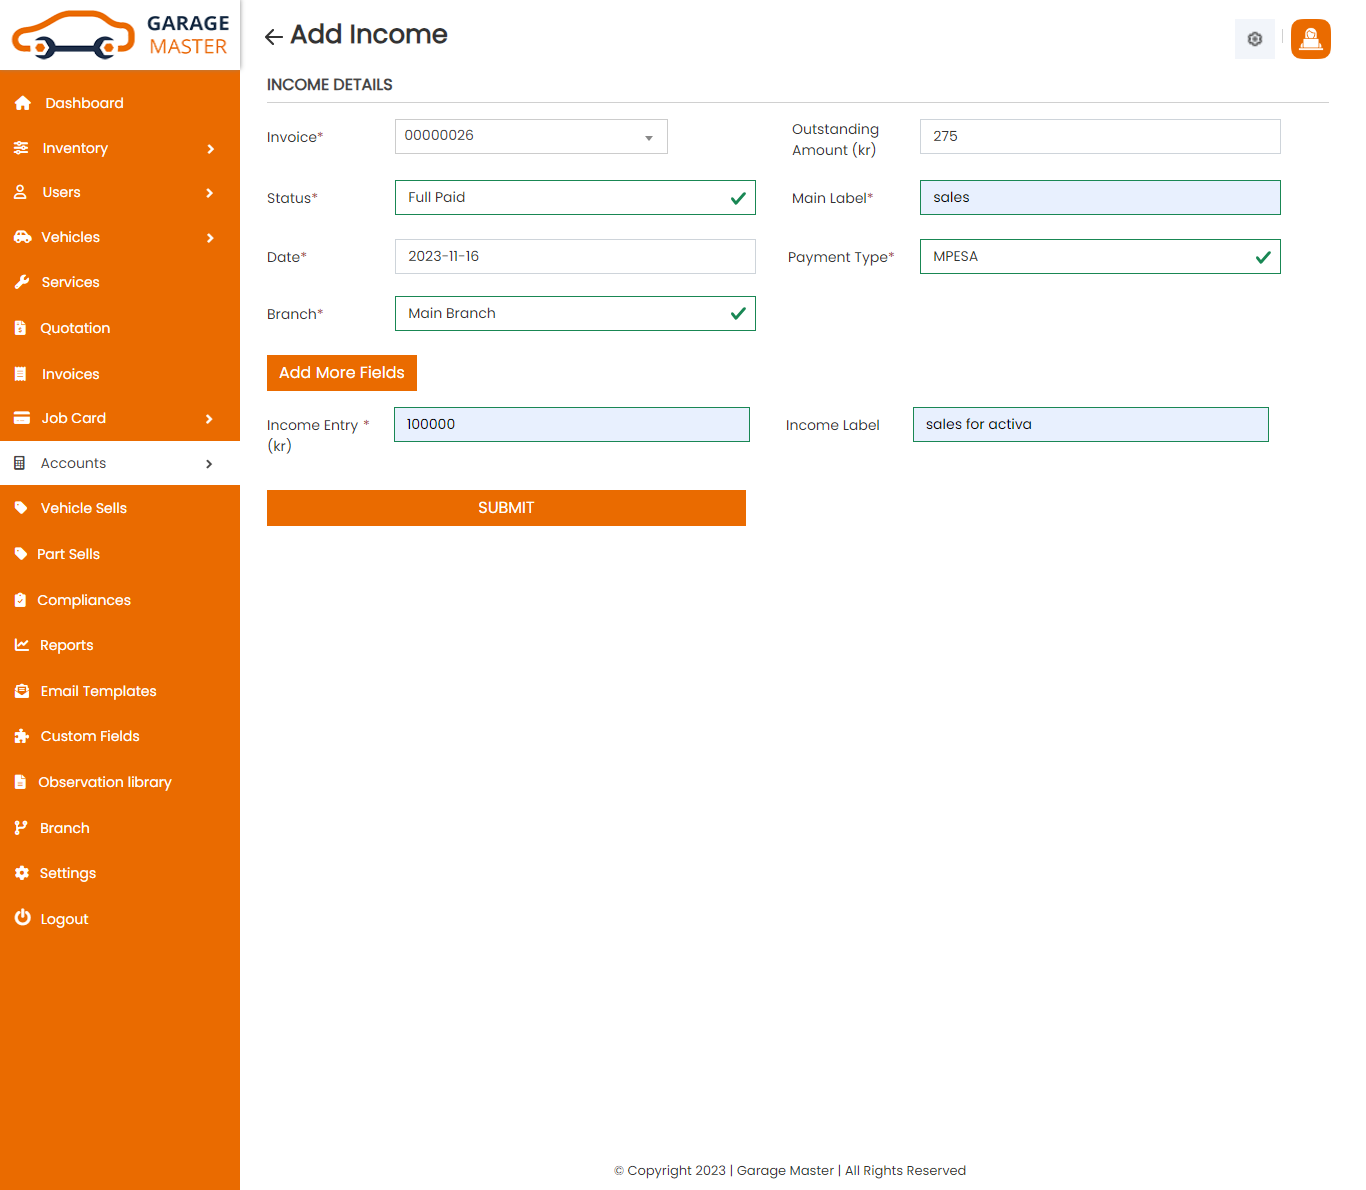 GARAGE
MASTER
Dashboard
Inventory
Users
Vehicles
Services
Quotation
Invoices
Job Card
Accounts
Vehicle Sells
Part Sells
Compliances
Reports
Email Templates
Custom Fields
Observation library
Branch
Settings
Logout
Add Income
INCOME DETAILS
Invoice* 00000026
Outstanding
Amount (kr) 275
Status* Full Paid
Main Label* sales
Date* 2023-11-16
Payment Type* MPESA
Branch* Main Branch
Add More Fields
Income Entry *
(kr) 100000
Income Label sales for activa
SUBMIT
© Copyright 2023 | Garage Master | All Rights Reserved